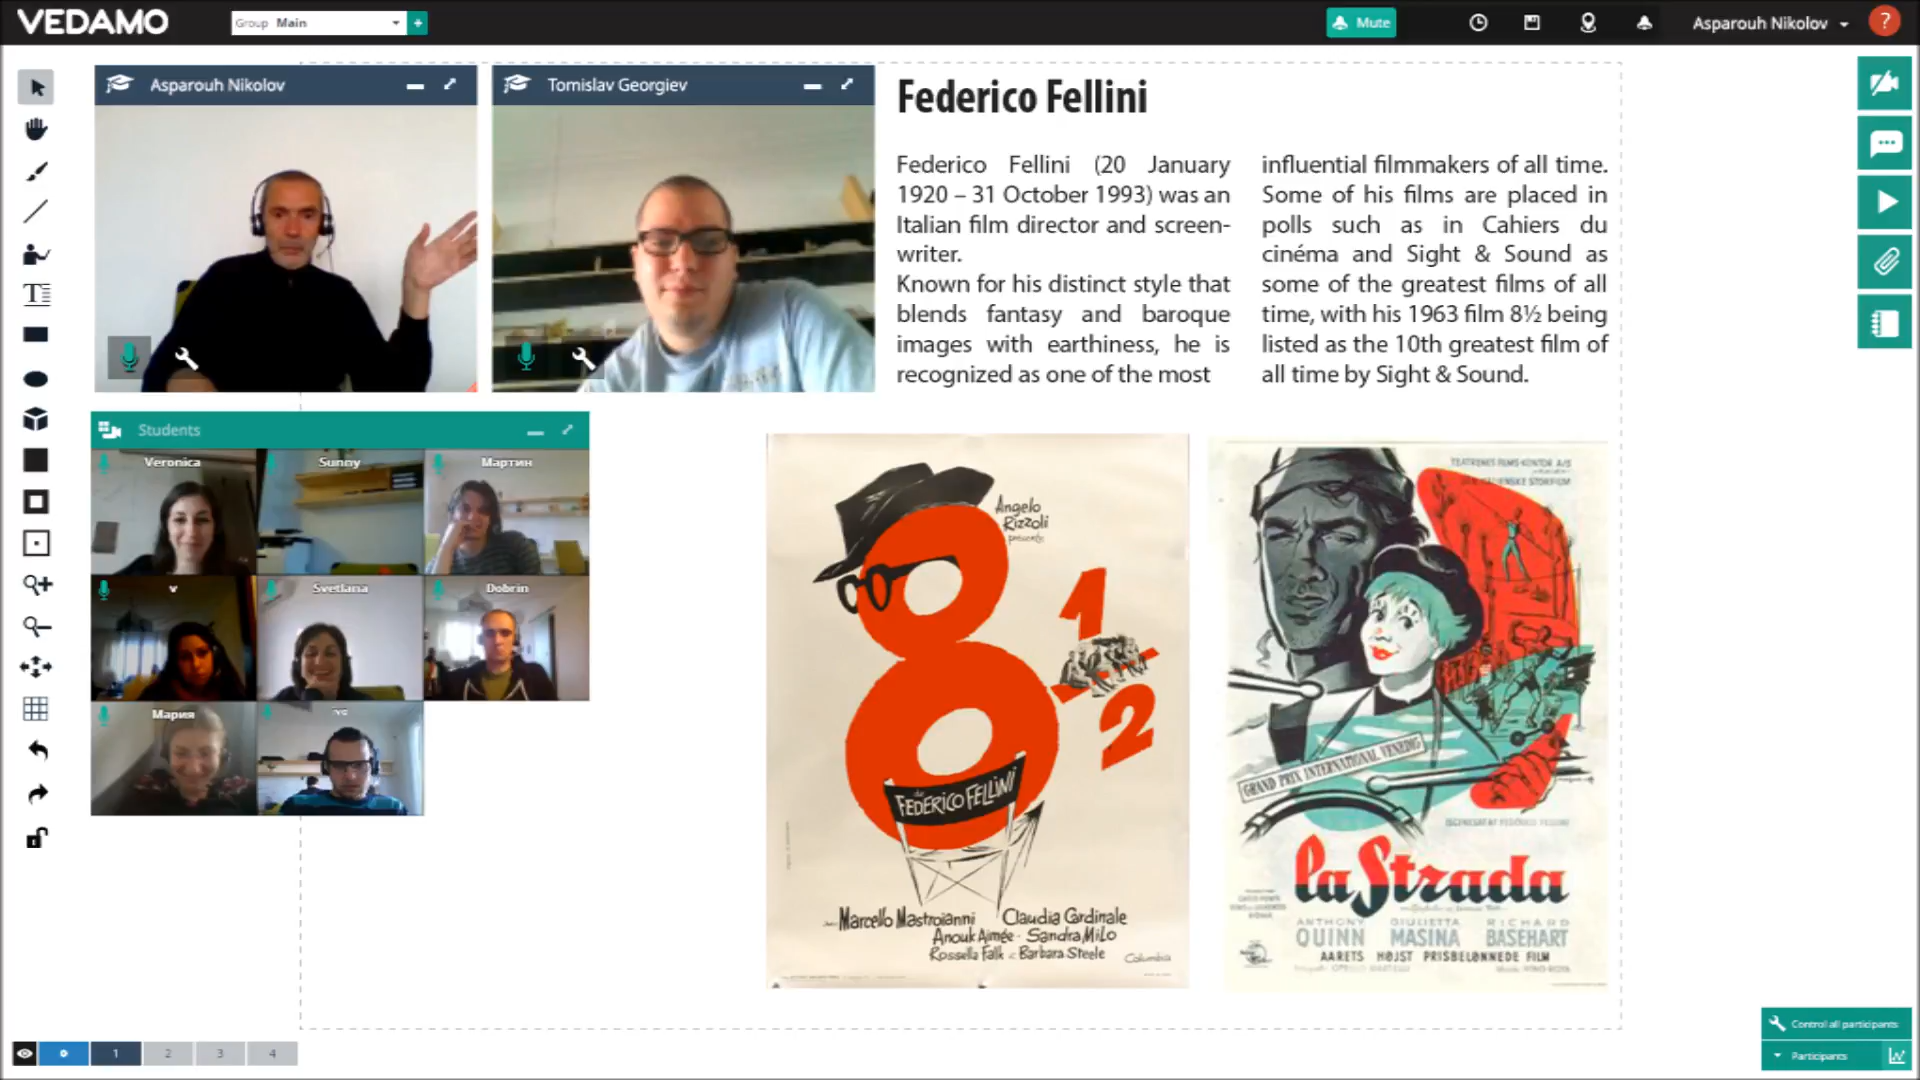 VEDAMO
Group Main
+
Mute
Asparouh Nikolov
?
Asparouh Nikolov
Tomislav Georgiev
Federico Fellini
Federico Fellini (20 January
1920 – 31 October 1993) was an
Italian film director and screen-
writer.
Known for his distinct style that
blends fantasy and baroque
images with earthiness, he is
recognized as one of the most
influential filmmakers of all time.
Some of his films are placed in
polls such as in Cahiers du
cinéma and Sight & Sound as
some of the greatest films of all
time, with his 1963 film 8½ being
listed as the 10th greatest film of
all time by Sight & Sound.
Students
Veronica
Sunny
Мартин
v
Svetlana
Dobrin
Мария
Angelo
Rizzoli
8 1/2
de
FEDERICO FELLINI
Marcello Mastroianni Claudia Cardinale
Anouk Aimée - Sandra Milo
Rossella Falk e Barbara Steele
Columbia
GRAND PRIX INTERNATIONAL VENEDIG
la Strada
ANTHONY GIULIETTA RICHARD
QUINN MASINA BASEHART
AARETS HØJST PRISBELØNNEDE FILM
1 2 3 4
Control all participants
Participants